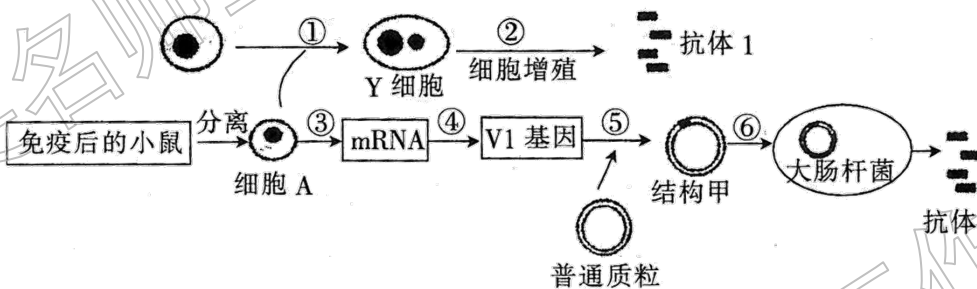 ① ②
Y 细胞 细胞增殖 抗体 1
免疫后的小鼠 分离 细胞 A ③ mRNA ④ V1 基因 ⑤ 结构甲 ⑥ 大肠杆菌
抗体
普通质粒
名师